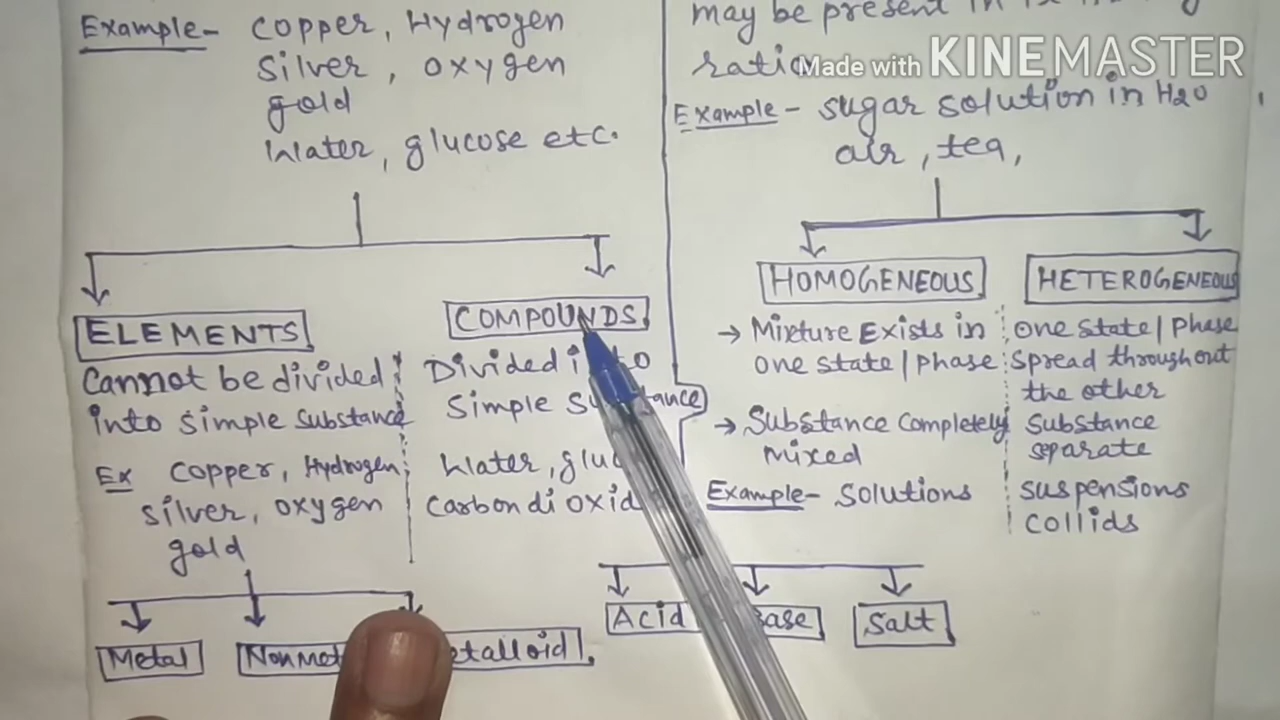 Example- Copper, Hydrogen
Silver, oxygen
gold
Water, glucose etc.
may be present in
ratio
Made with KINEMASTER
Example- sugar solution in H2O
air, tea,
ELEMENTS
Cannot be divided
into simple substance
Ex Copper, Hydrogen
silver, oxygen
gold
Metal
COMPOUNDS
Divided
Simple
Water,
Carbon di
HOMOGENEOUS
→ Mixture Exists in
one state/phase
→ Substance Completely
mixed
Example- Solutions
HETEROGENEOUS
One state/Phase
Spread throughout
the other
Substance
separate
suspensions
collids
Acid
Salt